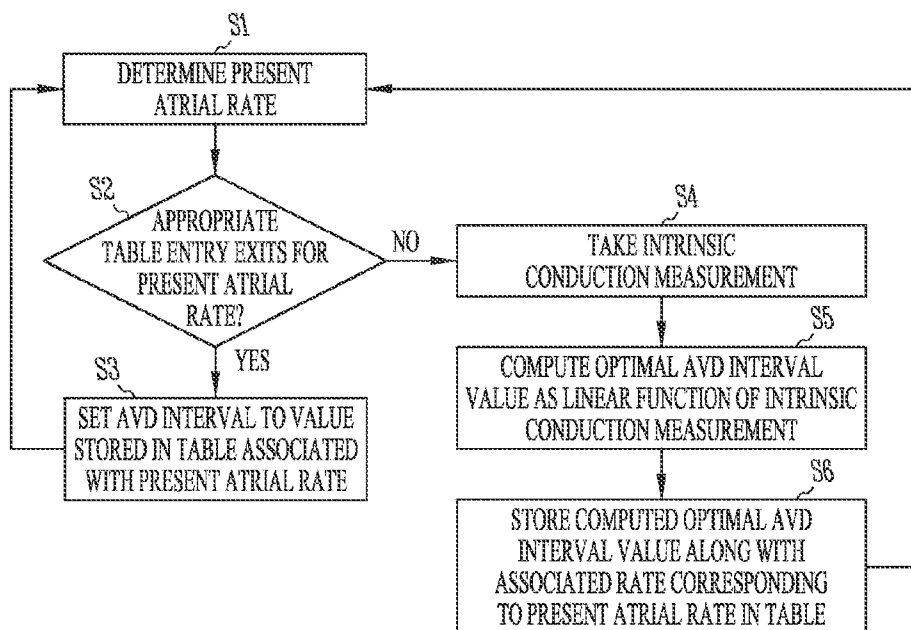 S1
DETERMINE PRESENT
ATRIAL RATE
S2
APPROPRIATE
TABLE ENTRY EXITS FOR
PRESENT ATRIAL
RATE?
NO
YES
S3
SET AVD INTERVAL TO VALUE
STORED IN TABLE ASSOCIATED
WITH PRESENT ATRIAL RATE
S4
TAKE INTRINSIC
CONDUCTION MEASUREMENT
S5
COMPUTE OPTIMAL AVD INTERVAL
VALUE AS LINEAR FUNCTION OF INTRINSIC
CONDUCTION MEASUREMENT
S6
STORE COMPUTED OPTIMAL AVD
INTERVAL VALUE ALONG WITH
ASSOCIATED RATE CORRESPONDING
TO PRESENT ATRIAL RATE IN TABLE